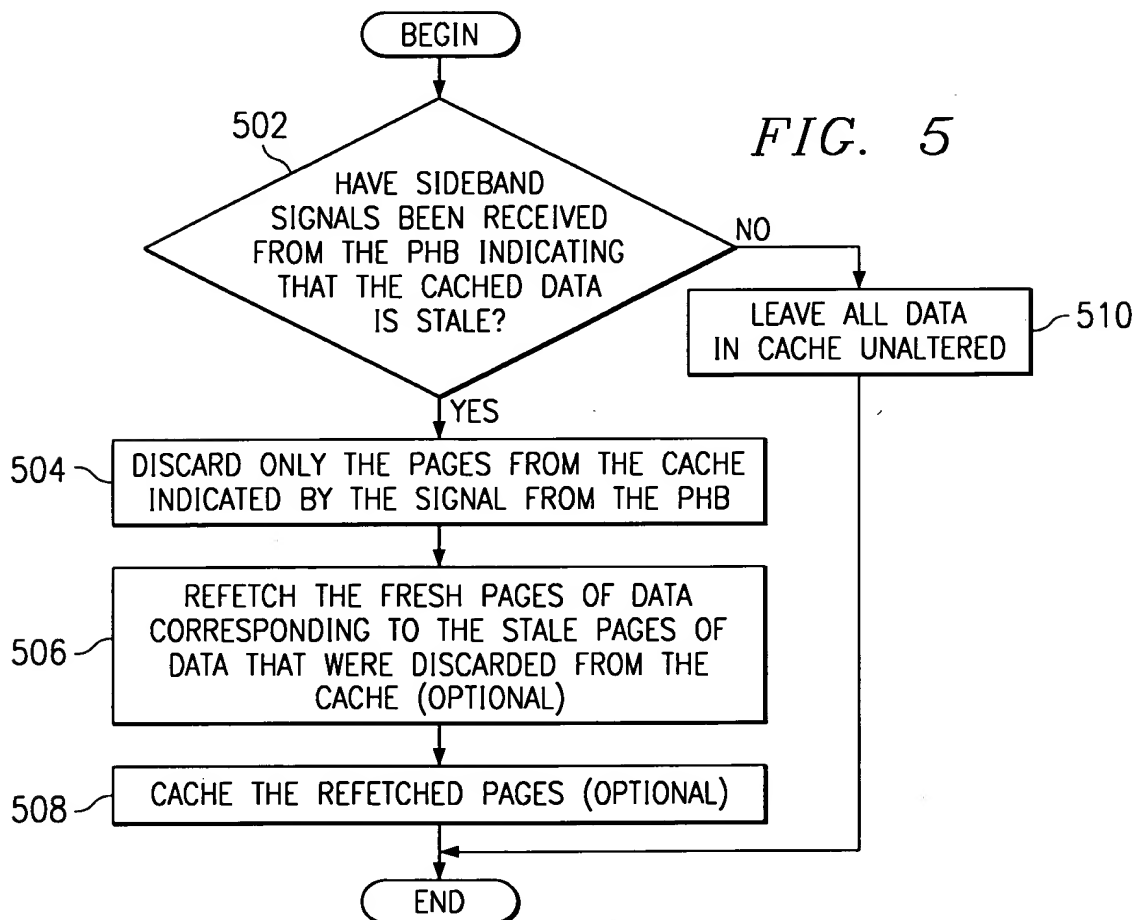 BEGIN
FIG. 5
502
HAVE SIDEBAND
SIGNALS BEEN RECEIVED
FROM THE PHB INDICATING
THAT THE CACHED DATA
IS STALE?
NO
LEAVE ALL DATA
IN CACHE UNALTERED
510
YES
504
DISCARD ONLY THE PAGES FROM THE CACHE
INDICATED BY THE SIGNAL FROM THE PHB
506
REFETCH THE FRESH PAGES OF DATA
CORRESPONDING TO THE STALE PAGES OF
DATA THAT WERE DISCARDED FROM THE
CACHE (OPTIONAL)
508
CACHE THE REFETCHED PAGES (OPTIONAL)
END